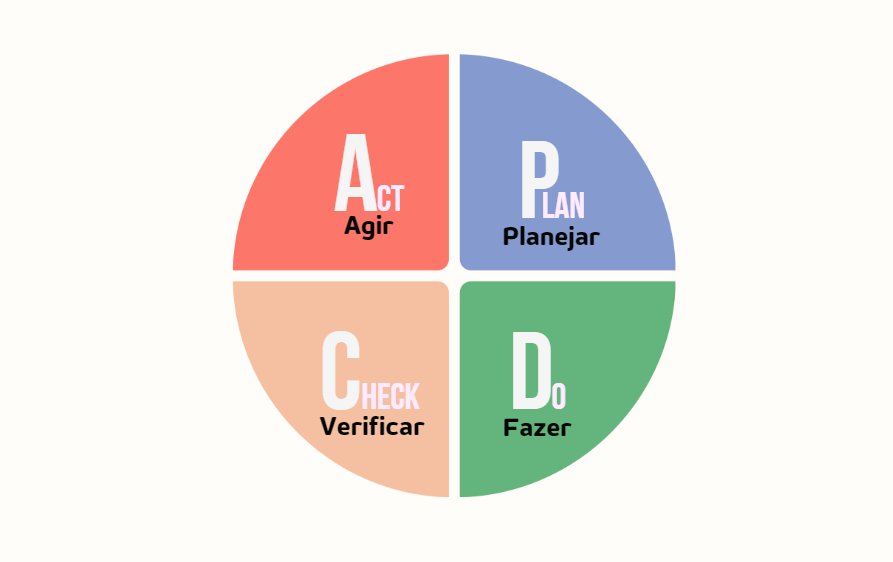 Act
Agir
Plan
Planejar
Check
Verificar
Do
Fazer